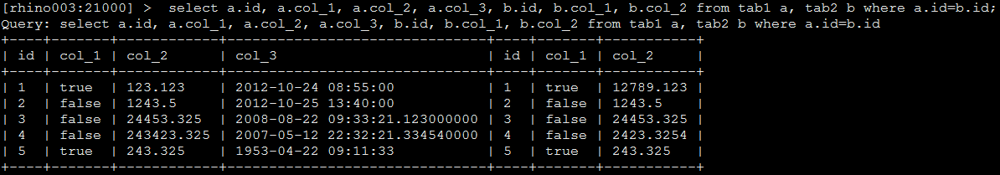 [rhino003:21000] >  select a.id, a.col_1, a.col_2, a.col_3, b.id, b.col_1, b.col_2 from tab1 a, tab2 b where a.id=b.id;
Query: select a.id, a.col_1, a.col_2, a.col_3, b.id, b.col_1, b.col_2 from tab1 a, tab2 b where a.id=b.id
+----+-------+------------+-------------------------------+----+-------+-----------+
| id | col_1 | col_2      | col_3                         | id | col_1 | col_2     |
+----+-------+------------+-------------------------------+----+-------+-----------+
| 1  | true  | 123.123    | 2012-10-24 08:55:00           | 1  | true  | 12789.123 |
| 2  | false | 1243.5     | 2012-10-25 13:40:00           | 2  | false | 1243.5    |
| 3  | false | 24453.325  | 2008-08-22 09:33:21.123000000 | 3  | false | 24453.325 |
| 4  | false | 243423.325 | 2007-05-12 22:32:21.334540000 | 4  | false | 2423.3254 |
| 5  | true  | 243.325    | 1953-04-22 09:11:33           | 5  | true  | 243.325   |
+----+-------+------------+-------------------------------+----+-------+-----------+